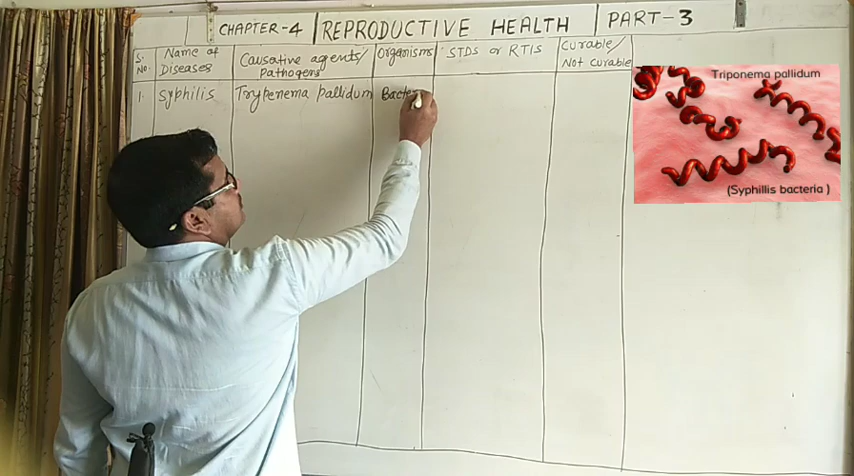 CHAPTER-4 | REPRODUCTIVE HEALTH | PART-3
S. No. Name of Diseases Causative agents/ Pathogens Organisms STDS or RTIS Curable/ Not curable
1. Syphilis Trypenema pallidum Bacter
Triponema pallidum
(Syphillis bacteria )